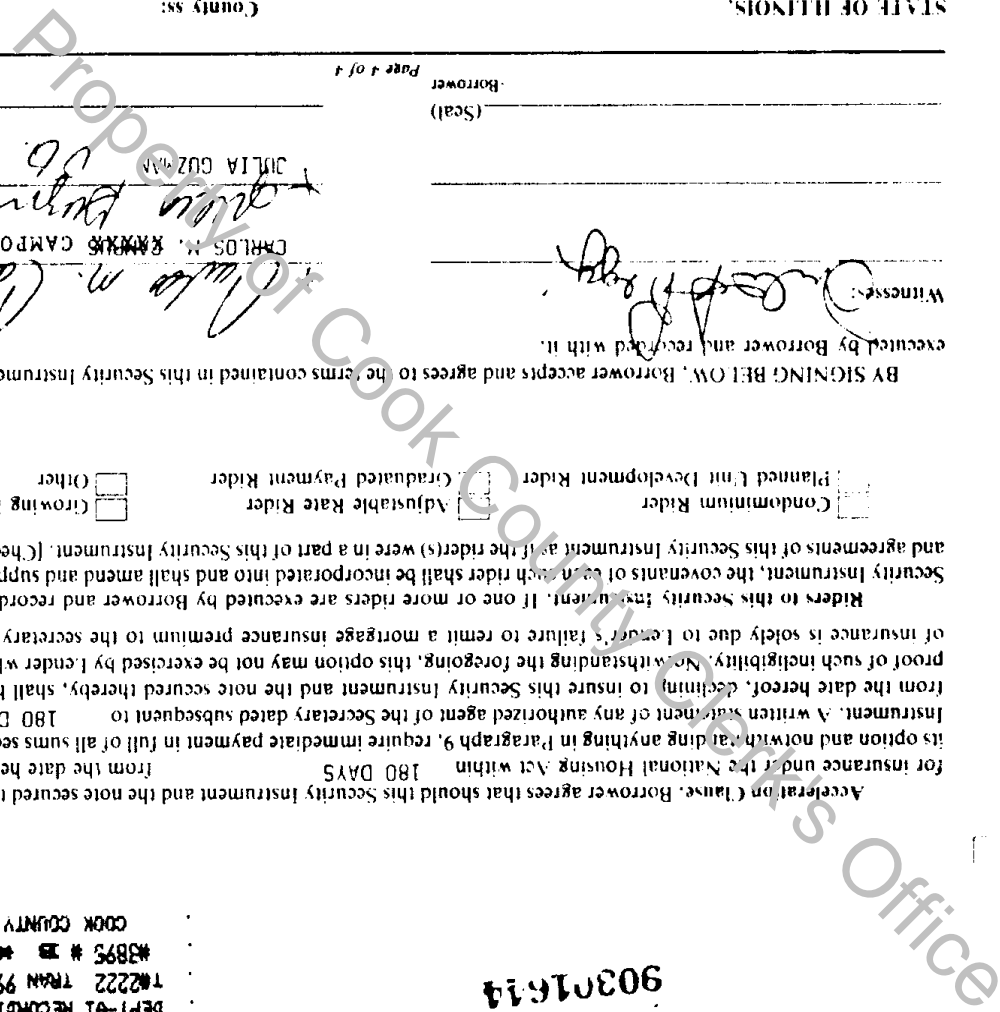 90301614
DEPT-01 RECORDI
T#2222 TRAN 99
#3895 # B *
COOK COUNTY
Acceleration Clause. Borrower agrees that should this Security Instrument and the note secured t
for insurance under the National Housing Act within 180 DAYS from the date he
its option and notwithstanding anything in Paragraph 9, require immediate payment in full of all sums sec
Instrument. A written statement of any authorized agent of the Secretary dated subsequent to 180 D
from the date hereof, declining to insure this Security Instrument and the note secured thereby, shall b
proof of such ineligibility. Notwithstanding the foregoing, this option may not be exercised by Lender wh
of insurance is solely due to Lender's failure to remit a mortgage insurance premium to the secretary
Riders to this Security Instrument. If one or more riders are executed by Borrower and record
Security Instrument, the covenants of each such rider shall be incorporated into and shall amend and supp
and agreements of this Security Instrument as if the rider(s) were in a part of this Security Instrument. [Chec
Condominium Rider Adjustable Rate Rider Growing
Planned Unit Development Rider Graduated Payment Rider Other
BY SIGNING BELOW, Borrower accepts and agrees to the terms contained in this Security Instrume
executed by Borrower and recorded with it.
Witnesses:
Carlos M. Ca
CARLOS M. CAMPO
Julia Guzm
JULIA GUZMAN
(Seal)
-Borrower
Page 4 of 4
STATE OF ILLINOIS, County ss:
Property of Cook County Clerk's Office